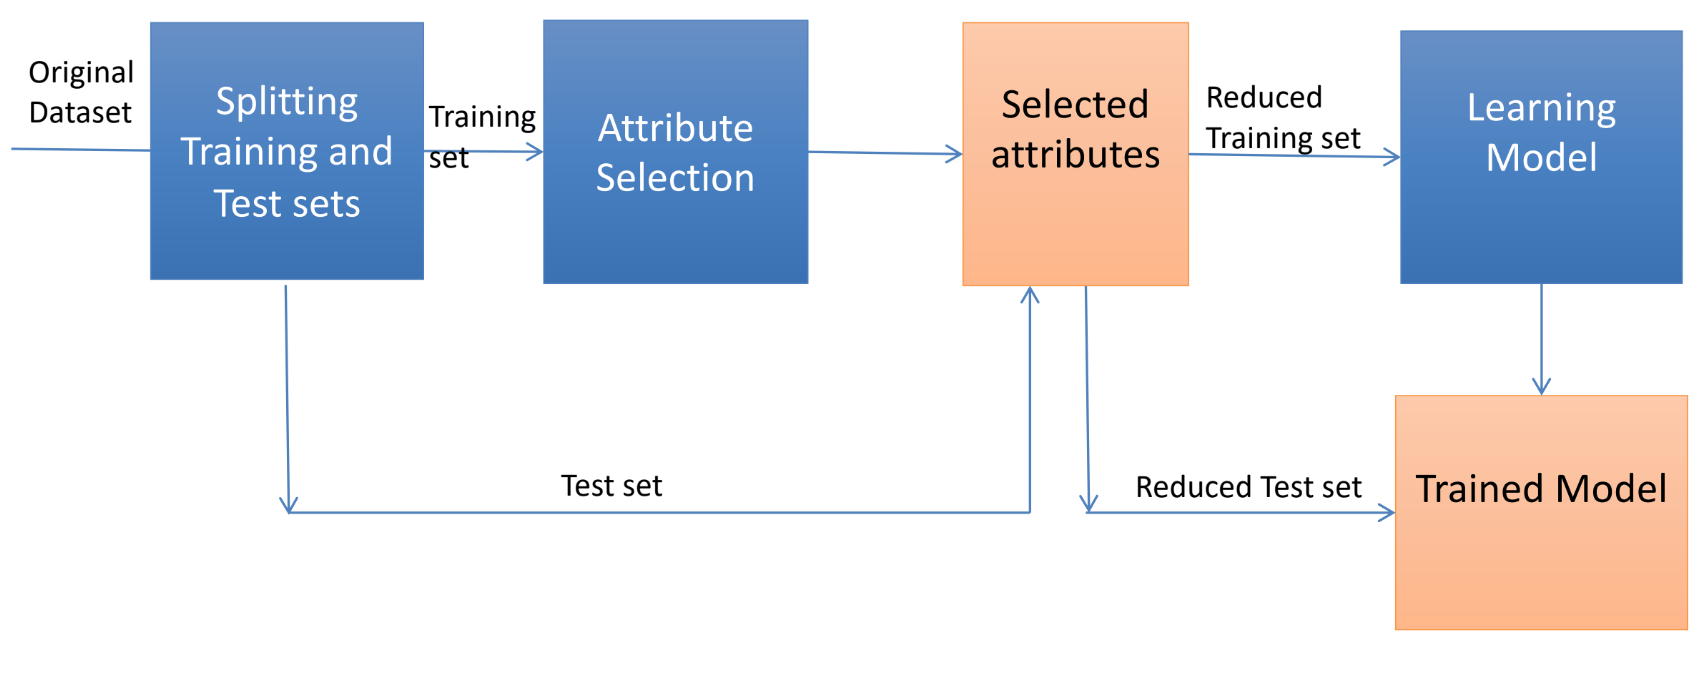 Original
Dataset
Splitting
Training and
Test sets
Training
set
Attribute
Selection
Selected
attributes
Reduced
Training set
Learning
Model
Test set
Reduced Test set
Trained Model